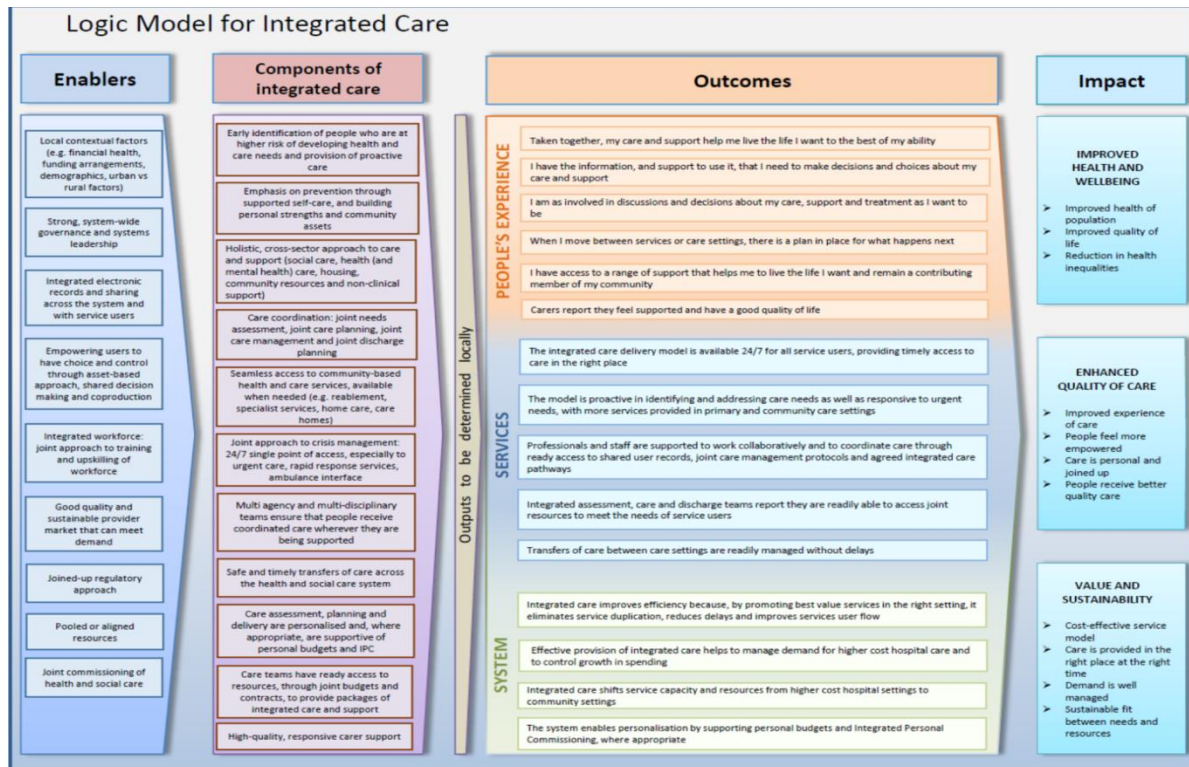 Logic Model for Integrated Care
Enablers
Local contextual factors
(e.g. financial health,
funding arrangements,
demographics, urban vs
rural factors)
Strong, system-wide
governance and systems
leadership
Integrated electronic
records and sharing
across the system and
with service users
Empowering users to
have choice and control
through asset-based
approach, shared decision
making and coproduction
Integrated workforce:
joint approach to training
and upskilling of
workforce
Good quality and
sustainable provider
market that can meet
demand
Joined-up regulatory
approach
Pooled or aligned
resources
Joint commissioning of
health and social care
Components of
integrated care
Early identification of people who are at
higher risk of developing health and
care needs and provision of proactive
care
Emphasis on prevention through
supported self-care, and building
personal strengths and community
assets
Holistic, cross-sector approach to care
and support (social care, health (and
mental health) care, housing,
community resources and non-clinical
support)
Care coordination: joint needs
assessment, joint care planning, joint
care management and joint discharge
planning
Seamless access to community-based
health and care services, available
when needed (e.g. reablement,
specialist services, home care, care
homes)
Joint approach to crisis management:
24/7 single point of access, especially to
urgent care, rapid response services,
ambulance interface
Multi agency and multi-disciplinary
teams ensure that people receive
coordinated care wherever they are
being supported
Safe and timely transfers of care across
the health and social care system
Care assessment, planning and
delivery are personalised and, where
appropriate, are supportive of
personal budgets and IPC
Care teams have ready access to
resources, through joint budgets and
contracts, to provide packages of
integrated care and support
High-quality, responsive carer support
Outputs to be determined locally
Outcomes
PEOPLE'S EXPERIENCE
Taken together, my care and support help me live the life I want to the best of my ability
I have the information, and support to use it, that I need to make decisions and choices about my
care and support
I am as involved in discussions and decisions about my care, support and treatment as I want to
be
When I move between services or care settings, there is a plan in place for what happens next
I have access to a range of support that helps me to live the life I want and remain a contributing
member of my community
Carers report they feel supported and have a good quality of life
SERVICES
The integrated care delivery model is available 24/7 for all service users, providing timely access to
care in the right place
The model is proactive in identifying and addressing care needs as well as responsive to urgent
needs, with more services provided in primary and community care settings
Professionals and staff are supported to work collaboratively and to coordinate care through
ready access to shared user records, joint care management protocols and agreed integrated care
pathways
Integrated assessment, care and discharge teams report they are readily able to access joint
resources to meet the needs of service users
Transfers of care between care settings are readily managed without delays
SYSTEM
Integrated care improves efficiency because, by promoting best value services in the right setting, it
eliminates service duplication, reduces delays and improves services user flow
Effective provision of integrated care helps to manage demand for higher cost hospital care and
to control growth in spending
Integrated care shifts service capacity and resources from higher cost hospital settings to
community settings
The system enables personalisation by supporting personal budgets and Integrated Personal
Commissioning, where appropriate
Impact
IMPROVED
HEALTH AND
WELLBEING
➢ Improved health of
population
➢ Improved quality of
life
➢ Reduction in health
inequalities
ENHANCED
QUALITY OF CARE
➢ Improved experience
of care
➢ People feel more
empowered
➢ Care is personal and
joined up
➢ People receive better
quality care
VALUE AND
SUSTAINABILITY
➢ Cost-effective service
model
➢ Care is provided in the
right place at the right
time
➢ Demand is well
managed
➢ Sustainable fit
between needs and
resources